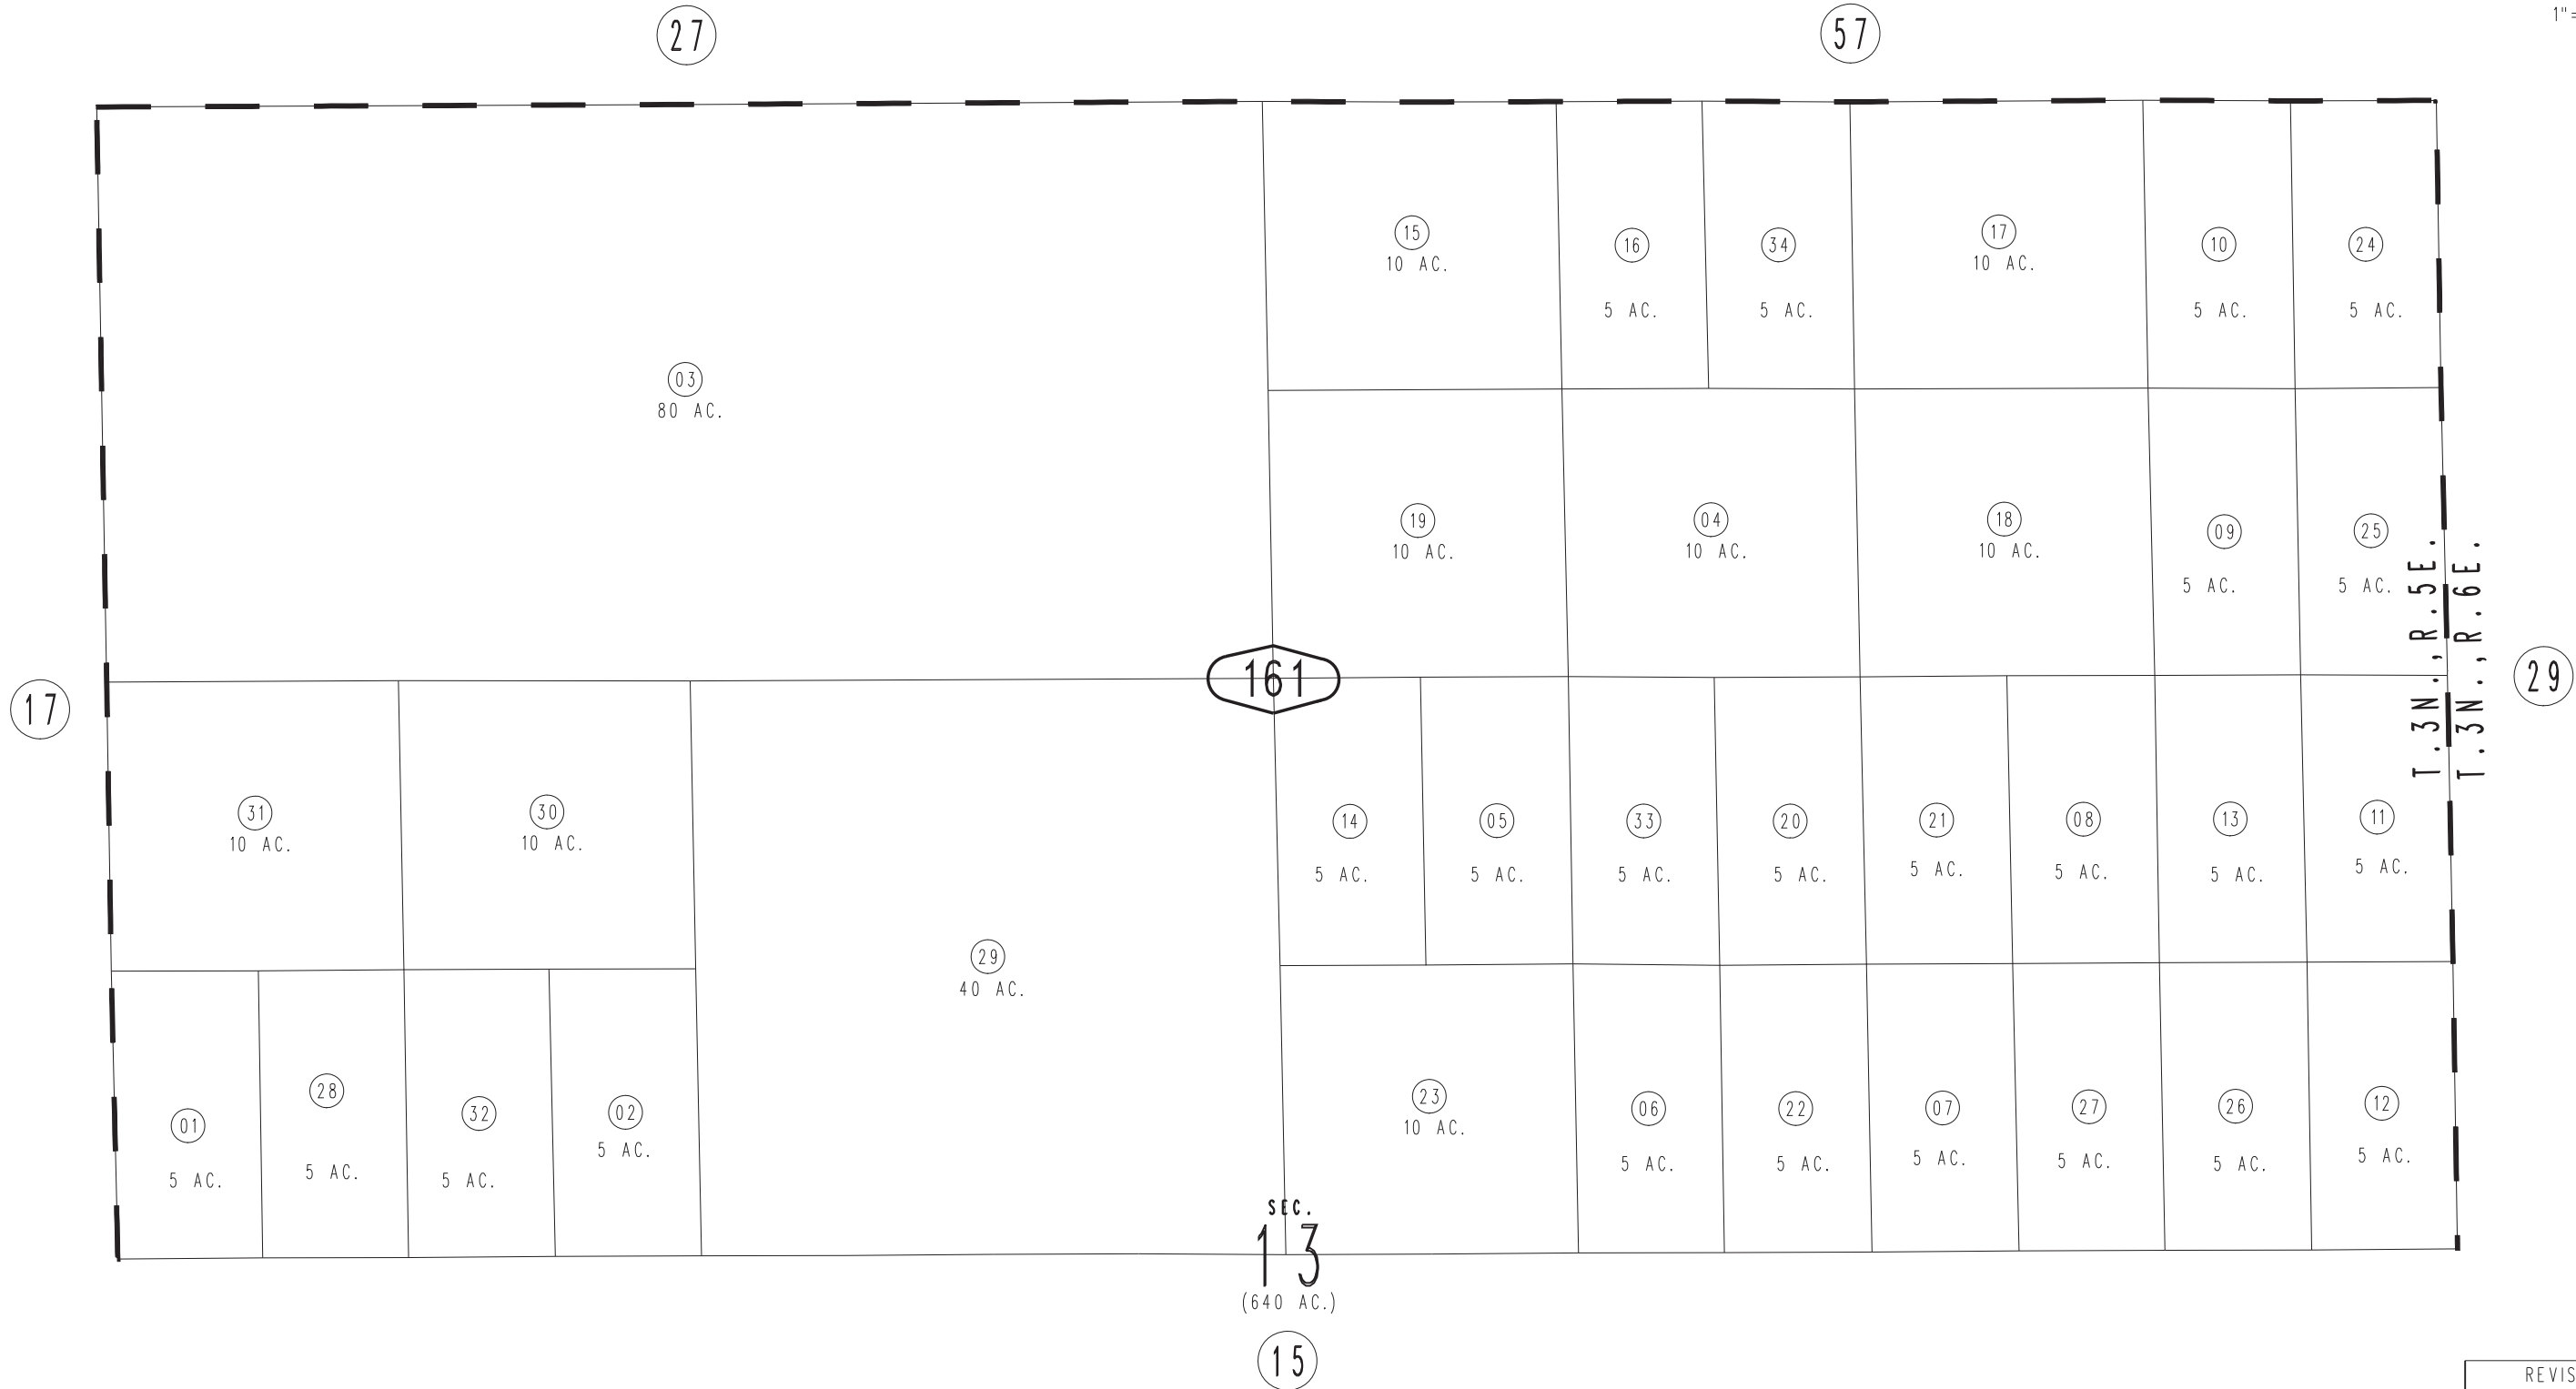 27
57
1"=
15
10 AC.
16
5 AC.
34
5 AC.
17
10 AC.
10
5 AC.
24
5 AC.
03
80 AC.
19
10 AC.
04
10 AC.
18
10 AC.
09
5 AC.
25
5 AC.
T.3N.,R.5E.
T.3N.,R.6E.
161
17
29
31
10 AC.
30
10 AC.
29
40 AC.
14
5 AC.
05
5 AC.
33
5 AC.
20
5 AC.
21
5 AC.
08
5 AC.
13
5 AC.
11
5 AC.
01
5 AC.
28
5 AC.
32
5 AC.
02
5 AC.
23
10 AC.
06
5 AC.
22
5 AC.
07
5 AC.
27
5 AC.
26
5 AC.
12
5 AC.
SEC.
13
(640 AC.)
15
REVIS